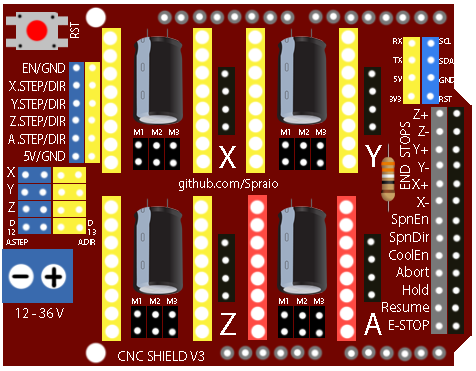 RST
EN/GND
X.STEP/DIR
Y.STEP/DIR
Z.STEP/DIR
A.STEP/DIR
5V/GND
X
Y
Z
D 12
D 13
A.STEP
A.DIR
12 - 36 V
M1 M2 M3
X
M1 M2 M3
Y
github.com/Spraio
M1 M2 M3
Z
M1 M2 M3
A
CNC SHIELD V3
RX
SCL
TX
SDA
5V
GND
3V3
RST
END STOPS
Z+
Z-
Y+
Y-
X+
X-
SpnEn
SpnDir
CoolEn
Abort
Hold
Resume
E-STOP